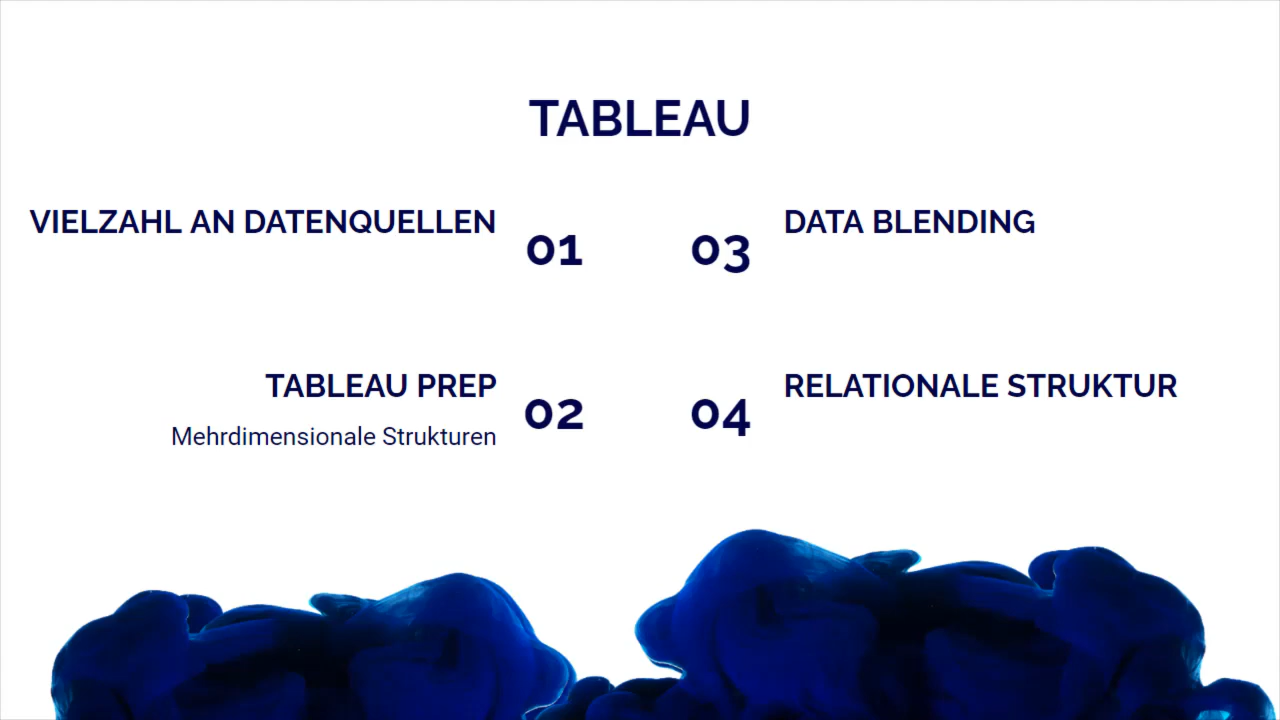 TABLEAU
VIELZAHL AN DATENQUELLEN
01
TABLEAU PREP
Mehrdimensionale Strukturen
02
03
DATA BLENDING
04
RELATIONALE STRUKTUR